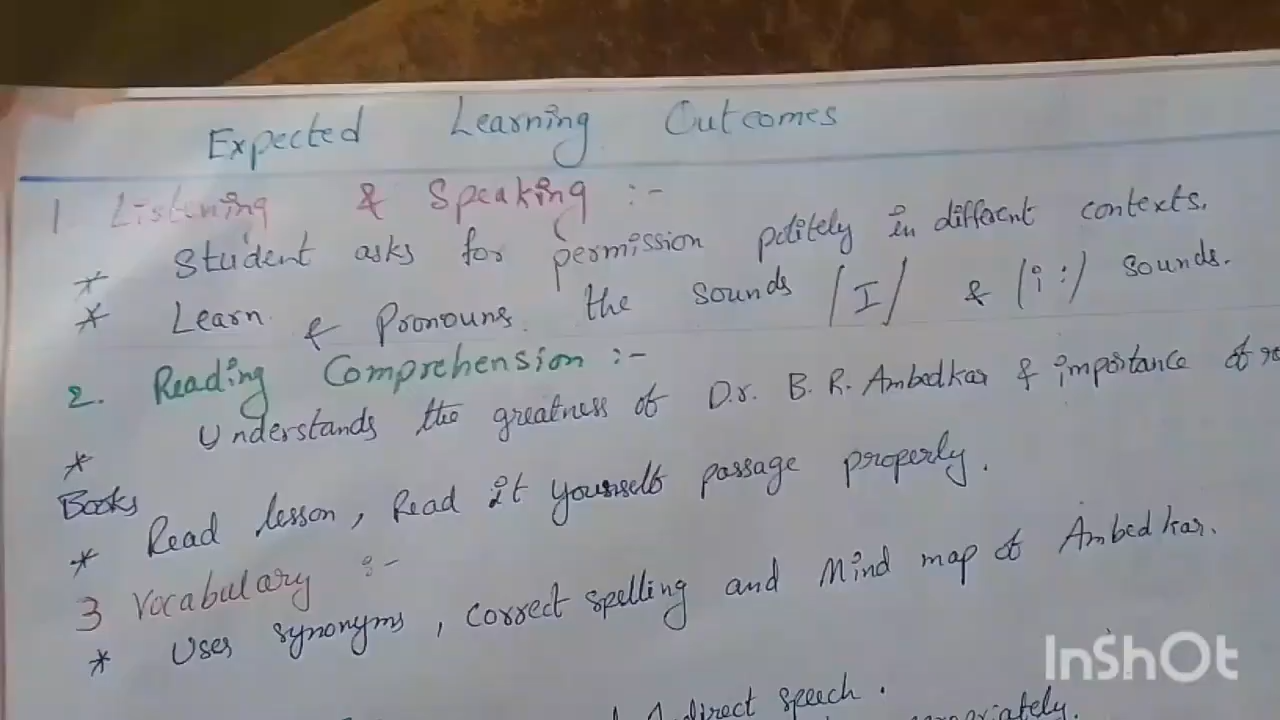 Expected Learning Outcomes
1 Listening & Speaking :-
* Student asks for permission politely in different contexts.
* Learn & Pronouns. the sounds /I/ & /i:/ sounds.
2. Reading Comprehension :-
* Understands the greatness of Dr. B. R. Ambedkar & importance of
Books
* Read lesson, Read it yourself passage properly.
3 Vocabulary :-
* Uses synonyms, correct spelling and Mind map of Ambedkar.
speech.
InShOt